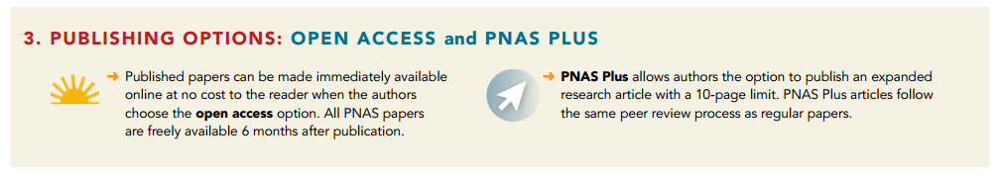 3. PUBLISHING OPTIONS: OPEN ACCESS and PNAS PLUS
➔ Published papers can be made immediately available
online at no cost to the reader when the authors
choose the open access option. All PNAS papers
are freely available 6 months after publication.
➔ PNAS Plus allows authors the option to publish an expanded
research article with a 10-page limit. PNAS Plus articles follow
the same peer review process as regular papers.